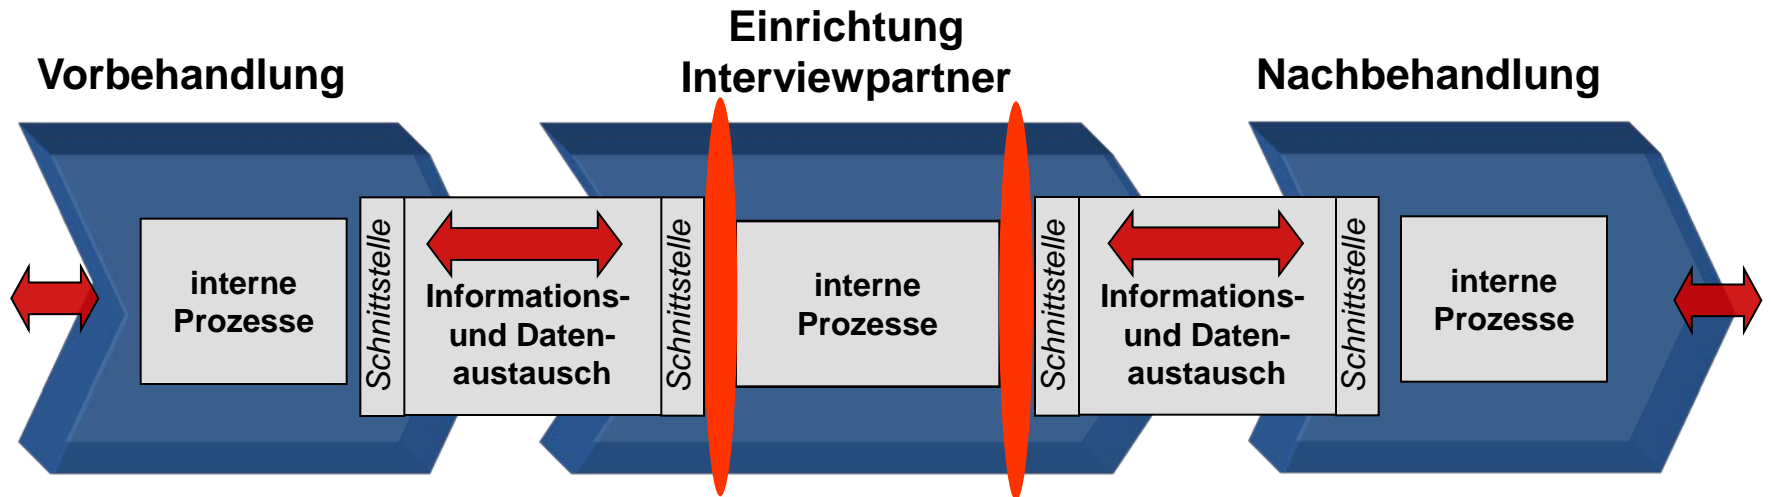 Vorbehandlung
Einrichtung
Interviewpartner
Nachbehandlung
interne
Prozesse
Schnittstelle
Informations-
und Daten-
austausch
Schnittstelle
interne
Prozesse
Schnittstelle
Informations-
und Daten-
austausch
Schnittstelle
interne
Prozesse